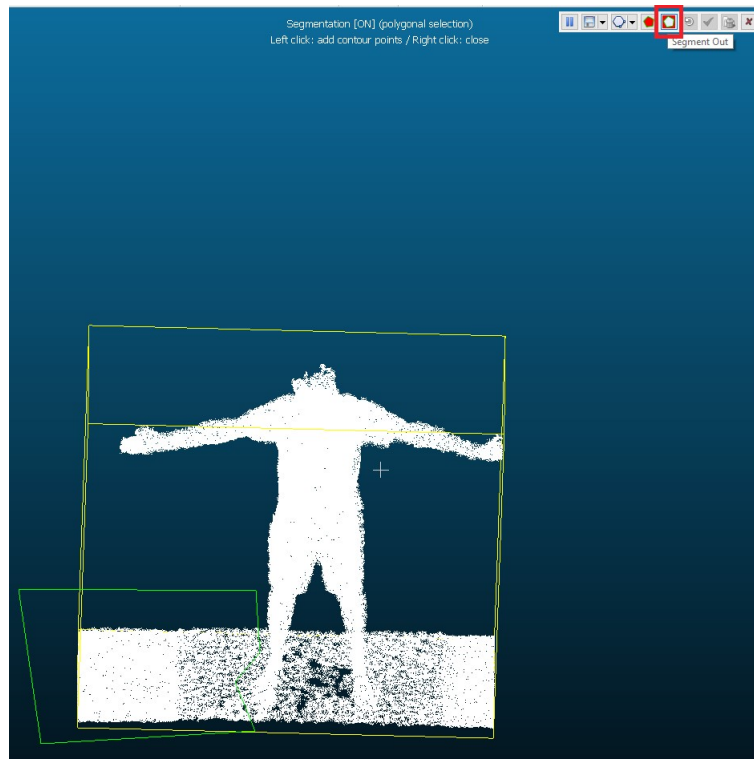 Segmentation [ON] (polygonal selection)
Left click: add contour points / Right click: close
Segment Out